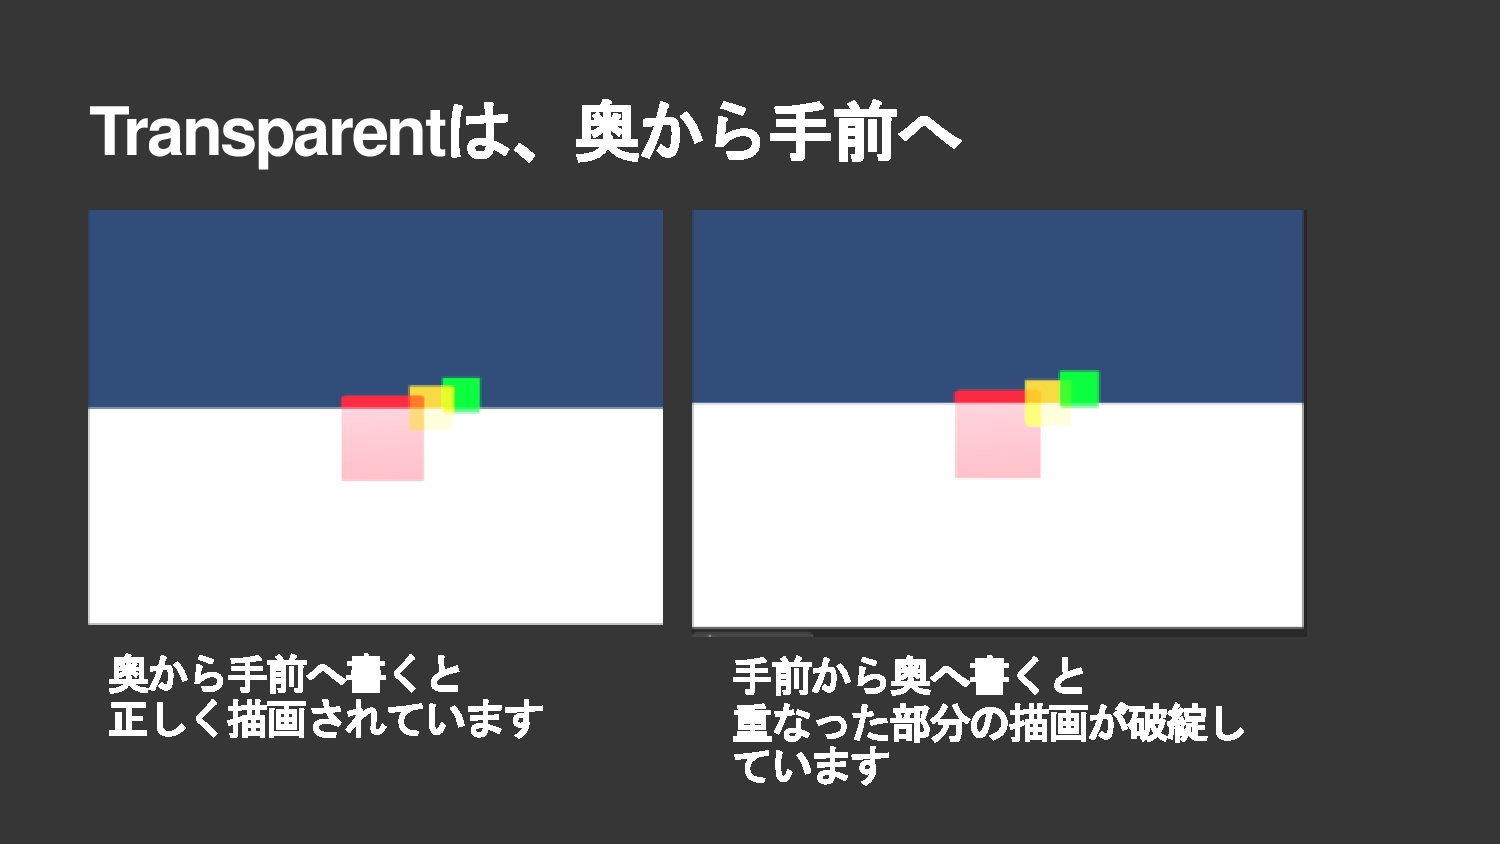 Transparentは、奥から手前へ
奥から手前へ書くと
正しく描画されています
手前から奥へ書くと
重なった部分の描画が破綻し
ています